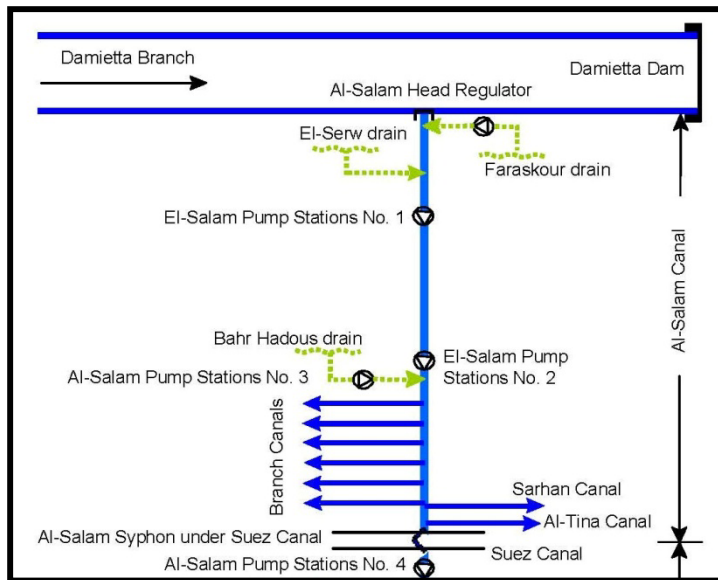 Damietta Branch
Damietta Dam
Al-Salam Head Regulator
El-Serw drain
Faraskour drain
El-Salam Pump Stations No. 1
Al-Salam Canal
Bahr Hadous drain
El-Salam Pump
Stations No. 2
Al-Salam Pump Stations No. 3
Branch Canals
Sarhan Canal
Al-Tina Canal
Al-Salam Syphon under Suez Canal
Suez Canal
Al-Salam Pump Stations No. 4